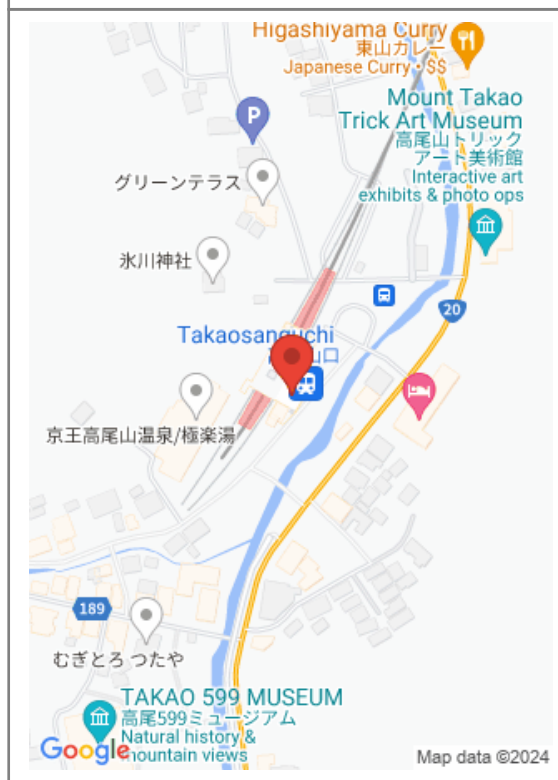 Higashiyama Curry
東山カレー
Japanese Curry・$$
Mount Takao
Trick Art Museum
高尾山トリック
アート美術館
Interactive art
exhibits & photo ops
P
グリーンテラス
氷川神社
20
Takaosanguchi
山口
京王高尾山温泉/極楽湯
189
むぎとろ つたや
TAKAO 599 MUSEUM
高尾599ミュージアム
Natural history &
mountain views
Google
Map data ©2024